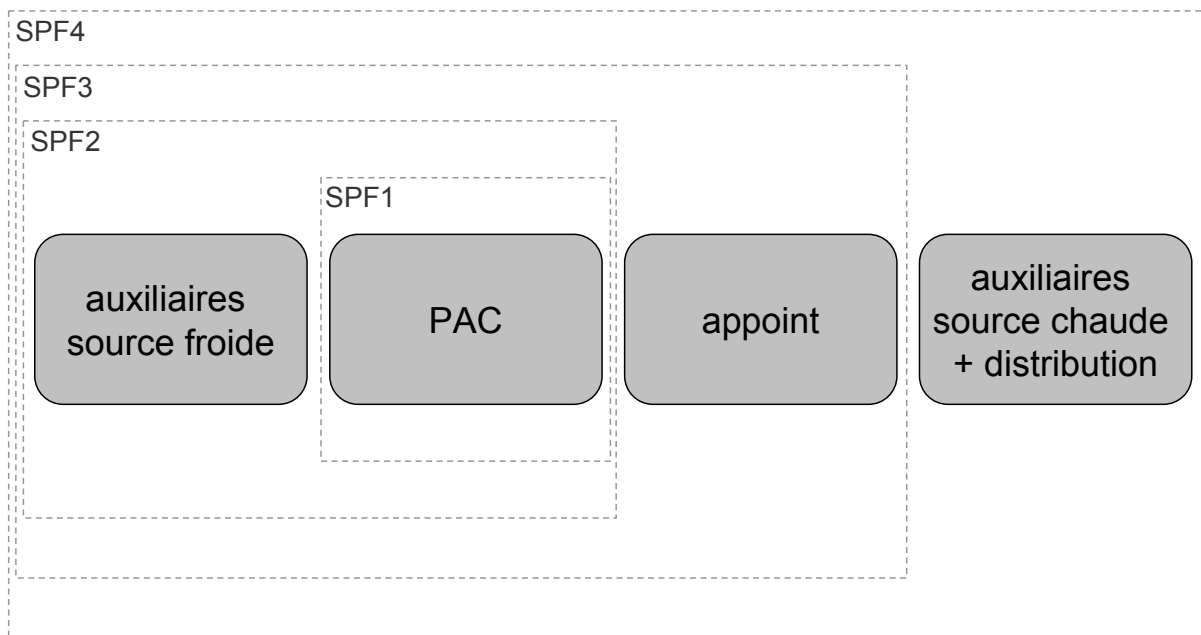 SPF4
SPF3
SPF2
SPF1
auxiliaires
source froide
PAC
appoint
auxiliaires
source chaude
+ distribution